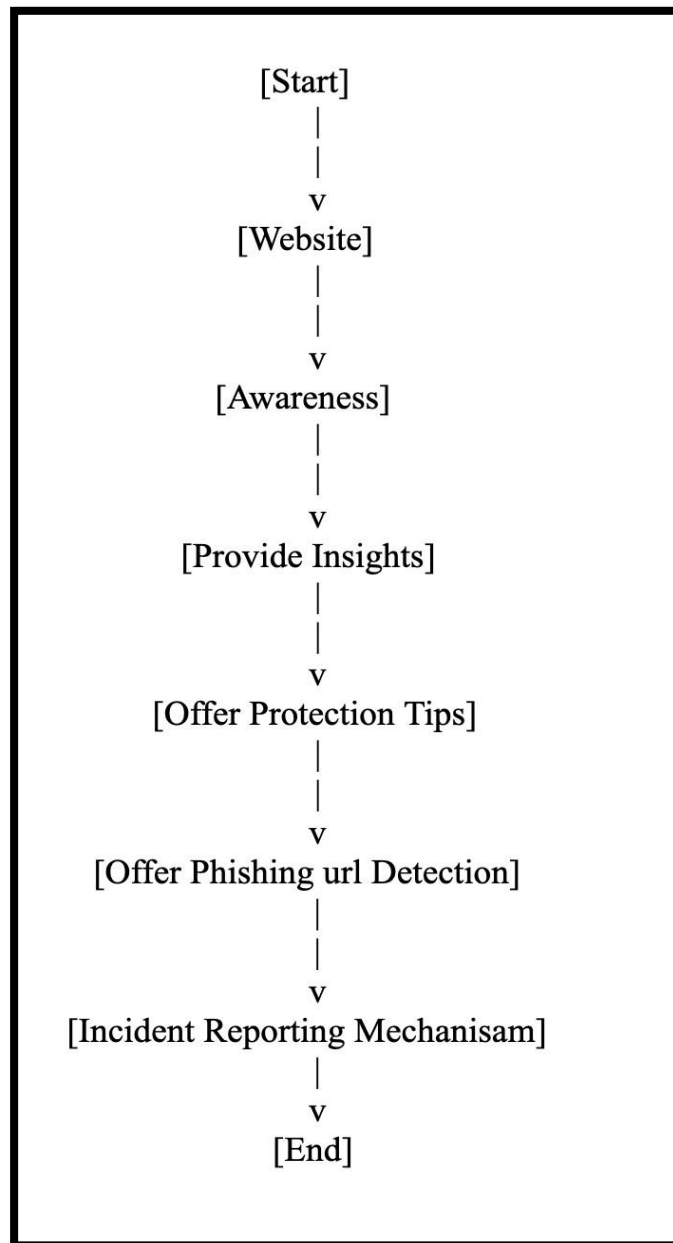 [Start]
|
|
v
[Website]
|
|
v
[Awareness]
|
|
v
[Provide Insights]
|
|
v
[Offer Protection Tips]
|
|
v
[Offer Phishing url Detection]
|
|
v
[Incident Reporting Mechanisam]
|
v
[End]